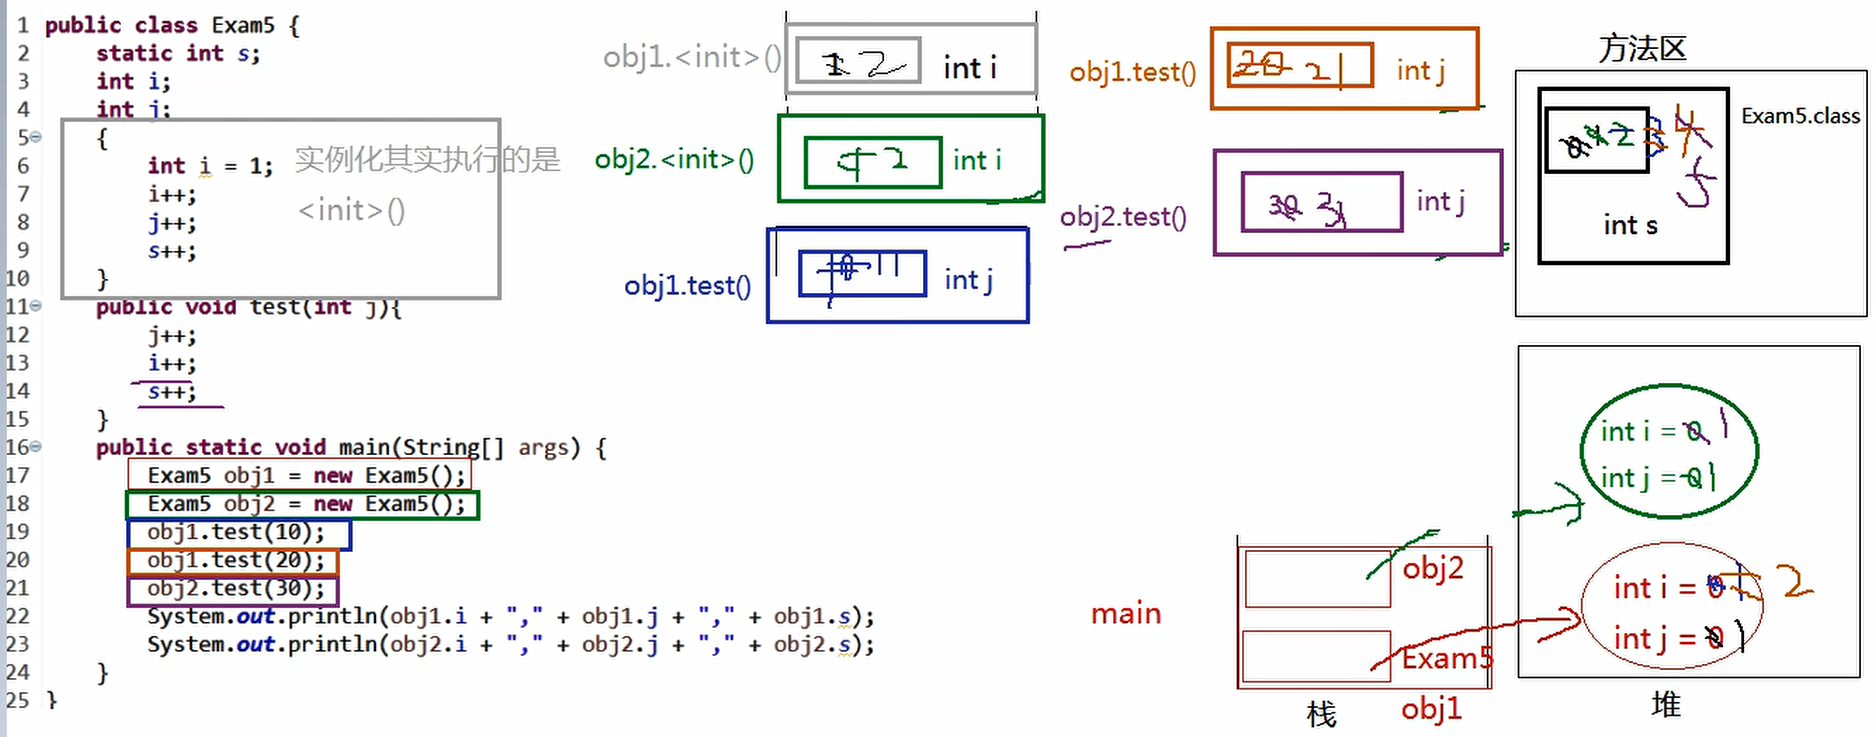 1 public class Exam5 {
2 static int s;
3 int i;
4 int j;
5 {
6 int i = 1;
7 i++;
8 j++;
9 s++;
10 }
11 public void test(int j){
12 j++;
13 i++;
14 s++;
15 }
16 public static void main(String[] args) {
17 Exam5 obj1 = new Exam5();
18 Exam5 obj2 = new Exam5();
19 obj1.test(10);
20 obj1.test(20);
21 obj2.test(30);
22 System.out.println(obj1.i + "," + obj1.j + "," + obj1.s);
23 System.out.println(obj2.i + "," + obj2.j + "," + obj2.s);
24 }
25 }
实例化其实执行的是
<init>()
obj1.<init>()
1 2 int i
obj2.<init>()
2 int i
obj1.test()
11 int j
obj1.test()
20 21 int j
obj2.test()
30 31 int j
方法区
Exam5.class
0 1 2 3 4
5
int s
int i = 0 1
int j = 0 1
int i = 0 1 2
int j = 0 1
堆
main
obj2
Exam5
obj1
栈